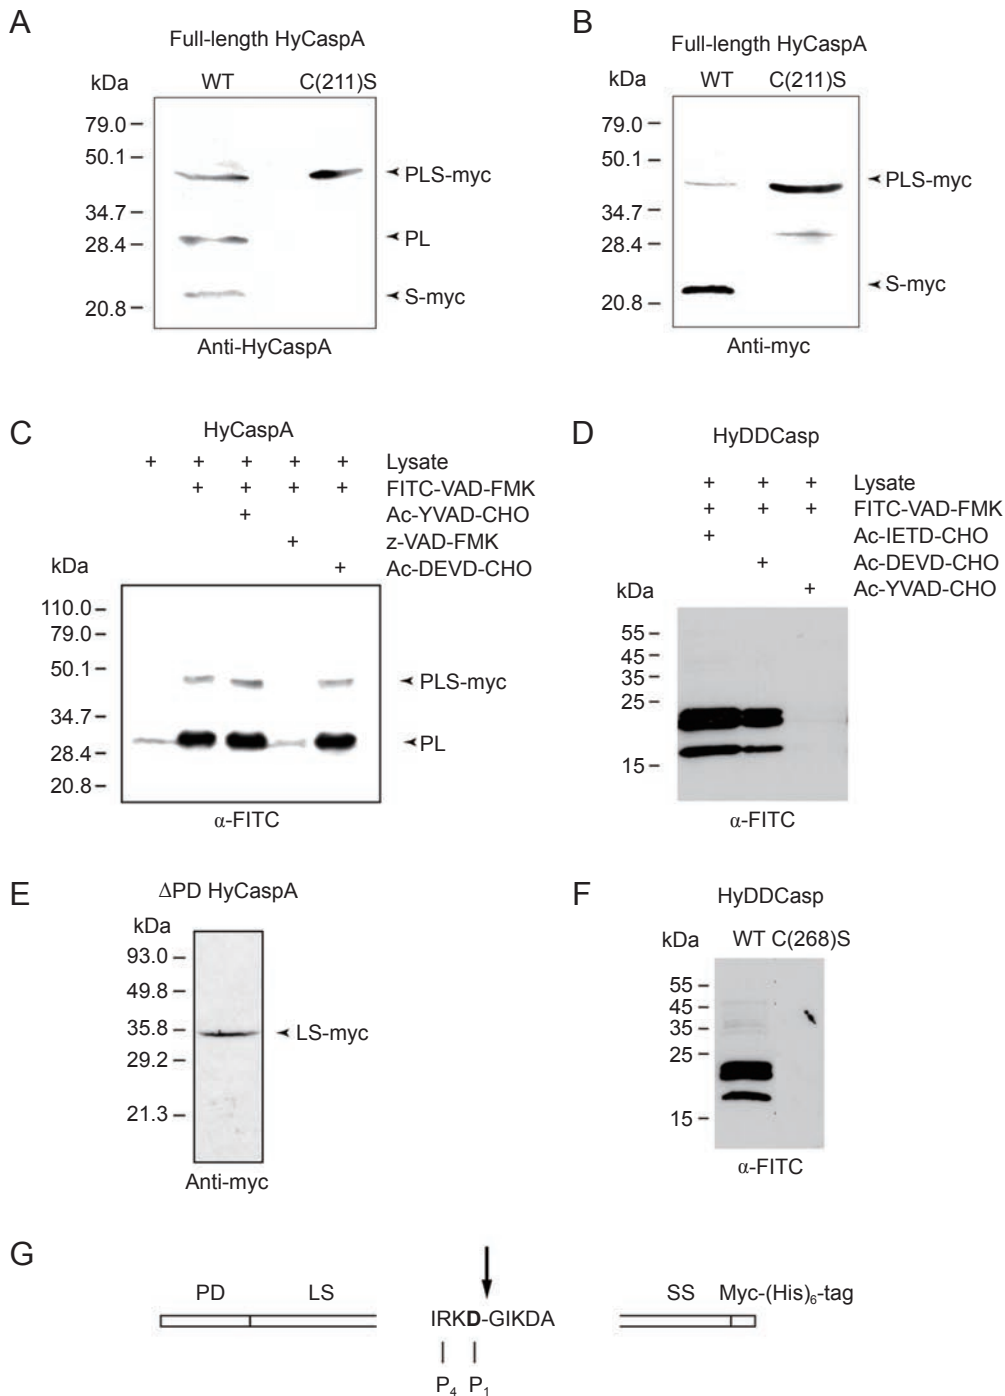 A
Full-length HyCaspA
kDa WT C(211)S
79.0
50.1
PLS-myc
34.7
28.4
PL
20.8
S-myc
Anti-HyCaspA
B
Full-length HyCaspA
kDa WT C(211)S
79.0
50.1
PLS-myc
34.7
28.4
S-myc
20.8
Anti-myc
C
HyCaspA
+ + + + + Lysate
+ + + + FITC-VAD-FMK
+ Ac-YVAD-CHO
+ z-VAD-FMK
kDa + Ac-DEVD-CHO
110.0
79.0
50.1
PLS-myc
34.7
28.4
PL
20.8
α-FITC
D
HyDDCasp
+ + + Lysate
+ + + FITC-VAD-FMK
+ Ac-IETD-CHO
+ Ac-DEVD-CHO
kDa + Ac-YVAD-CHO
55
45
35
25
15
α-FITC
E
ΔPD HyCaspA
kDa
93.0
49.8
35.8
LS-myc
29.2
21.3
Anti-myc
F
HyDDCasp
kDa WT C(268)S
55
45
35
25
15
α-FITC
G
PD LS SS Myc-(His)₆-tag
IRKD-GIKDA
P₄ P₁